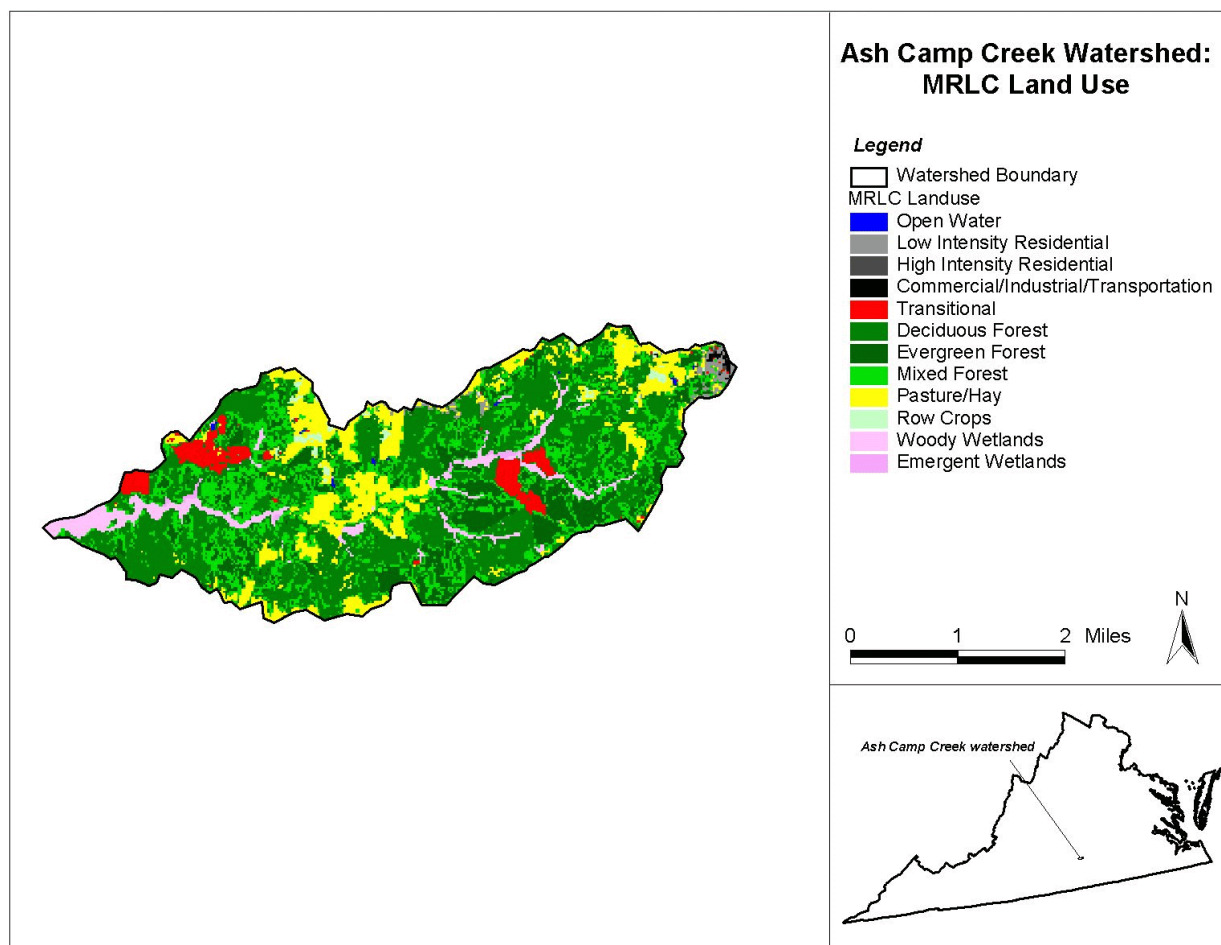 Ash Camp Creek Watershed:
MRLC Land Use
Legend
Watershed Boundary
MRLC Landuse
Open Water
Low Intensity Residential
High Intensity Residential
Commercial/Industrial/Transportation
Transitional
Deciduous Forest
Evergreen Forest
Mixed Forest
Pasture/Hay
Row Crops
Woody Wetlands
Emergent Wetlands
N
0 1 2 Miles
Ash Camp Creek watershed